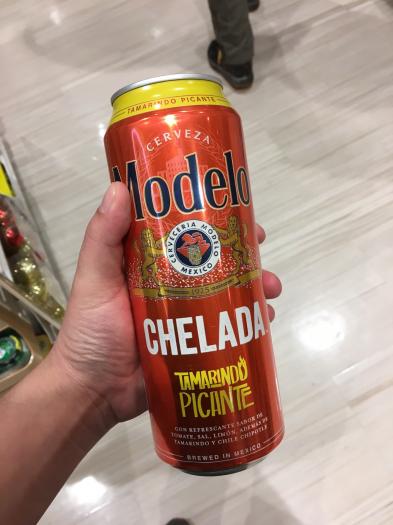 TAMARINDO PICANTE
CERVEZA
Modelo
CERVECERIA MODELO
MEXICO
1925
CHELADA
TAMARINDO
PICANTE
CON REFRESCANTE SABOR DE
TOMATE, SAL, LIMÓN, ADEMÁS DE
TAMARINDO Y CHILE CHIPOTLE
BREWED IN MEXICO